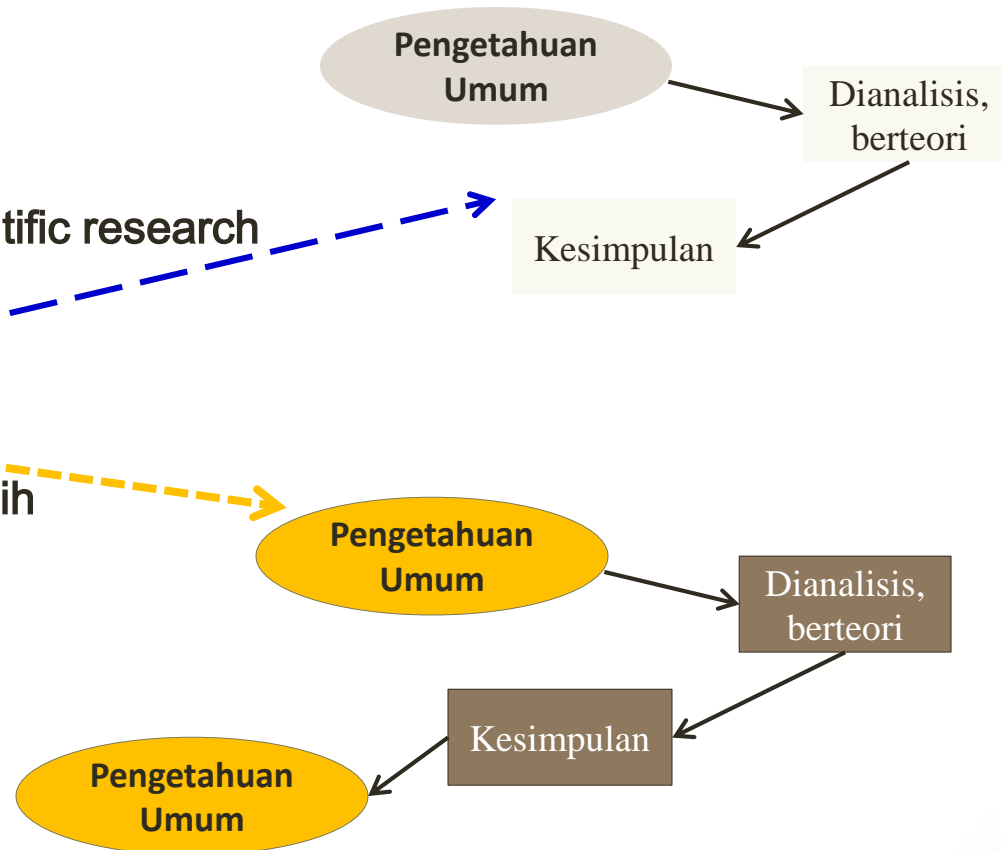 Pengetahuan
Umum
Dianalisis,
berteori
tific research
Kesimpulan
ih
Pengetahuan
Umum
Dianalisis,
berteori
Kesimpulan
Pengetahuan
Umum